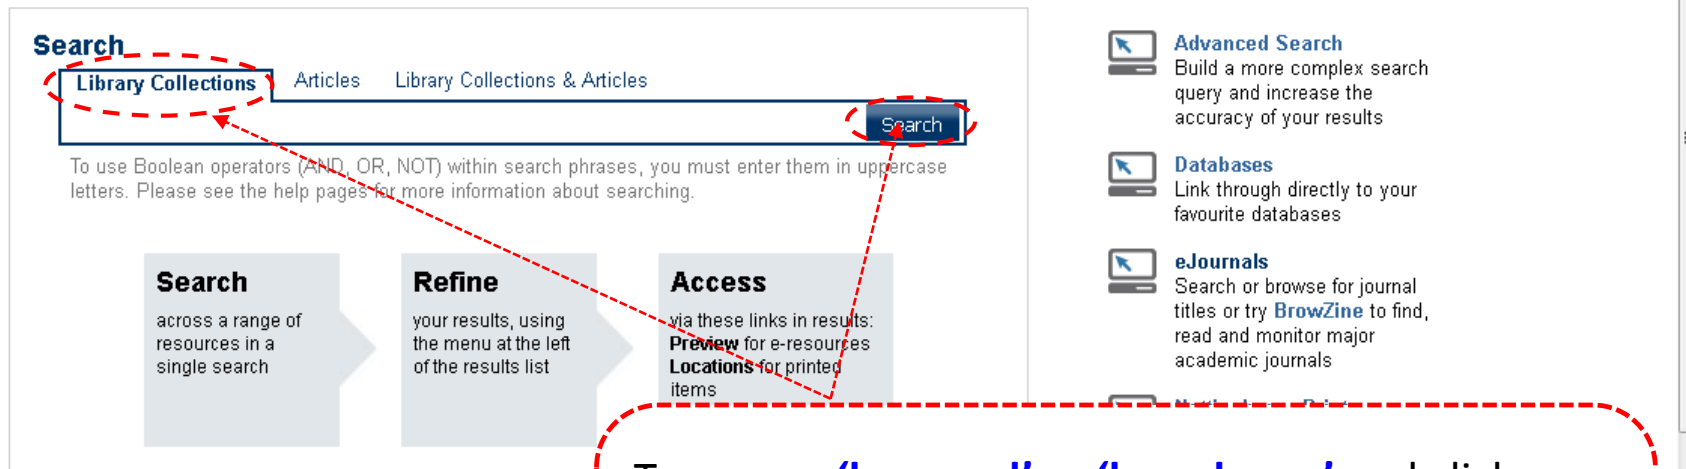 Search
Library Collections Articles Library Collections & Articles
Search
To use Boolean operators (AND, OR, NOT) within search phrases, you must enter them in uppercase
letters. Please see the help pages for more information about searching.
Search
across a range of
resources in a
single search
Refine
your results, using
the menu at the left
of the results list
Access
via these links in results:
Preview for e-resources
Locations for printed
items
Advanced Search
Build a more complex search
query and increase the
accuracy of your results
Databases
Link through directly to your
favourite databases
eJournals
Search or browse for journal
titles or try BrowZine to find,
read and monitor major
academic journals